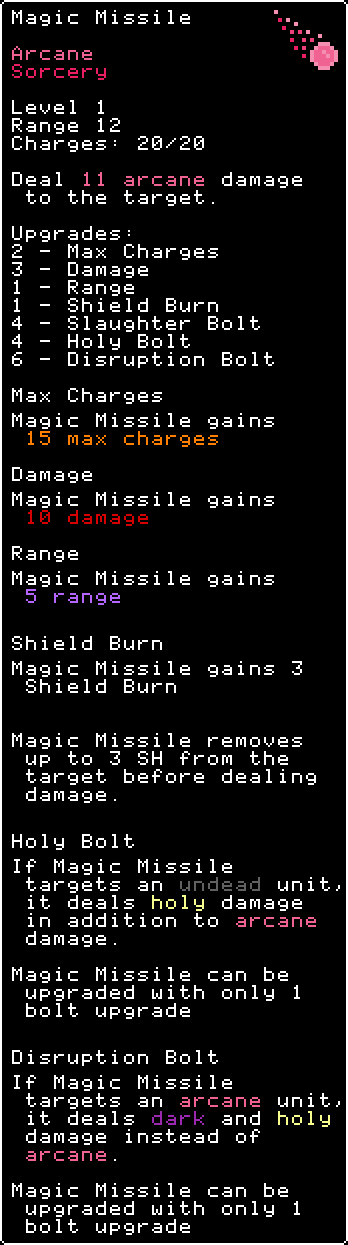 Magic Missile
Arcane
Sorcery
Level 1
Range 12
Charges: 20/20
Deal 11 arcane damage
to the target.
Upgrades:
2 - Max Charges
3 - Damage
1 - Range
1 - Shield Burn
4 - Slaughter Bolt
4 - Holy Bolt
6 - Disruption Bolt
Max Charges
Magic Missile gains
15 max charges
Damage
Magic Missile gains
10 damage
Range
Magic Missile gains
5 range
Shield Burn
Magic Missile gains 3
Shield Burn
Magic Missile removes
up to 3 SH from the
target before dealing
damage.
Holy Bolt
If Magic Missile
targets an undead unit,
it deals holy damage
in addition to arcane
damage.
Magic Missile can be
upgraded with only 1
bolt upgrade
Disruption Bolt
If Magic Missile
targets an arcane unit,
it deals dark and holy
damage instead of
arcane.
Magic Missile can be
upgraded with only 1
bolt upgrade